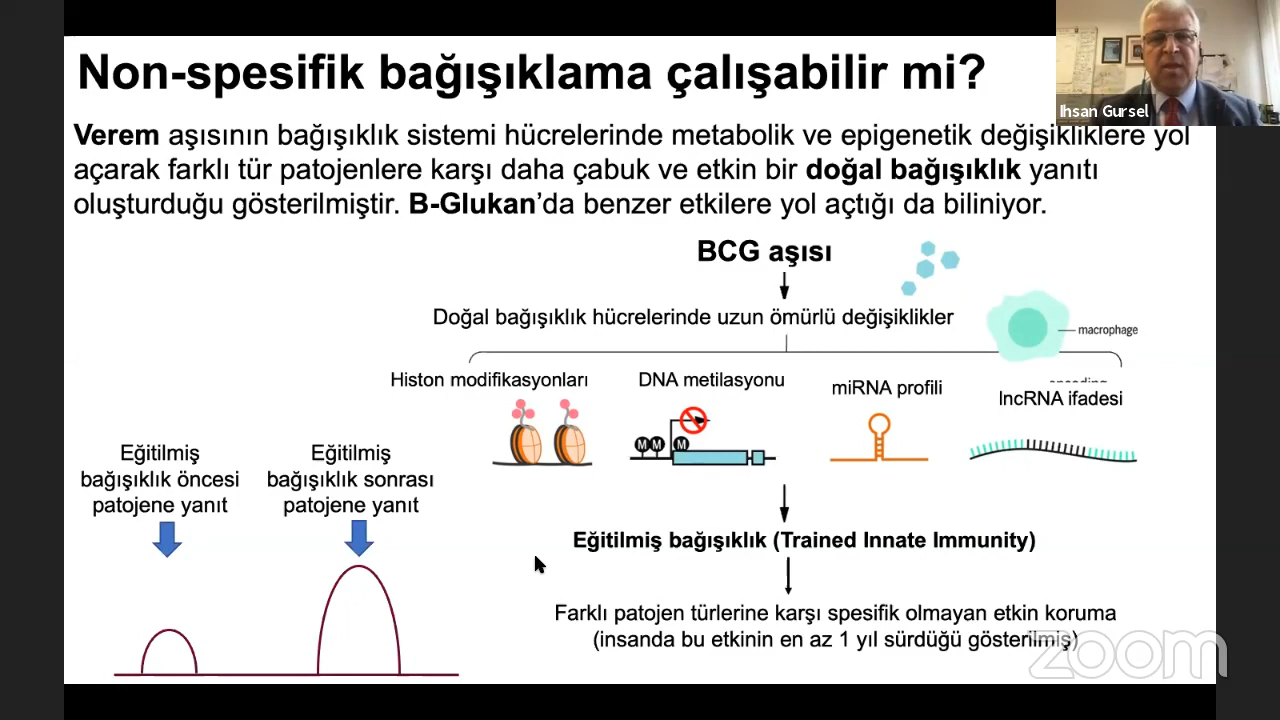 Non-spesifik bağışıklama çalışabilir mi?
Ihsan Gursel
Verem aşısının bağışıklık sistemi hücrelerinde metabolik ve epigenetik değişikliklere yol
açarak farklı tür patojenlere karşı daha çabuk ve etkin bir doğal bağışıklık yanıtı
oluşturduğu gösterilmiştir. B-Glukan'da benzer etkilere yol açtığı da biliniyor.
BCG aşısı
Doğal bağışıklık hücrelerinde uzun ömürlü değişiklikler
macrophage
Histon modifikasyonları
DNA metilasyonu
miRNA profili
lncRNA ifadesi
M M M
Eğitilmiş
bağışıklık öncesi
patojene yanıt
Eğitilmiş
bağışıklık sonrası
patojene yanıt
Eğitilmiş bağışıklık (Trained Innate Immunity)
Farklı patojen türlerine karşı spesifik olmayan etkin koruma
(insanda bu etkinin en az 1 yıl sürdüğü gösterilmiş)
zoom